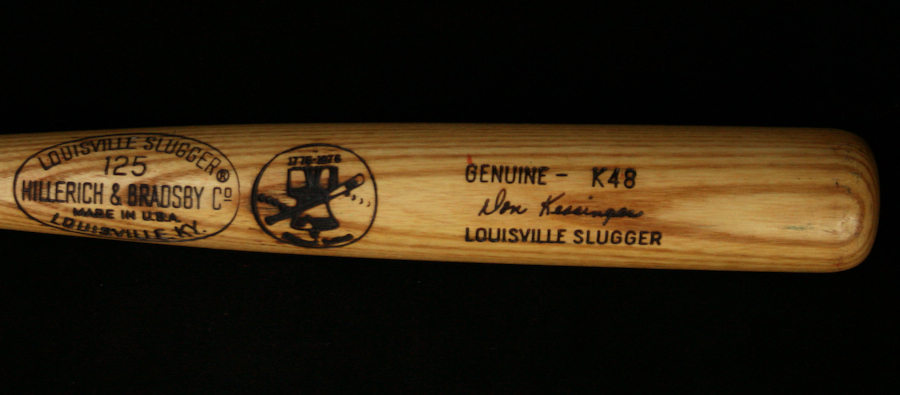 LOUISVILLE SLUGGER®
125
HILLERICH & BRADSBY Co
MADE IN U.S.A.
LOUISVILLE, KY.
1776-1976
GENUINE - K48
Don Kessinger
LOUISVILLE SLUGGER